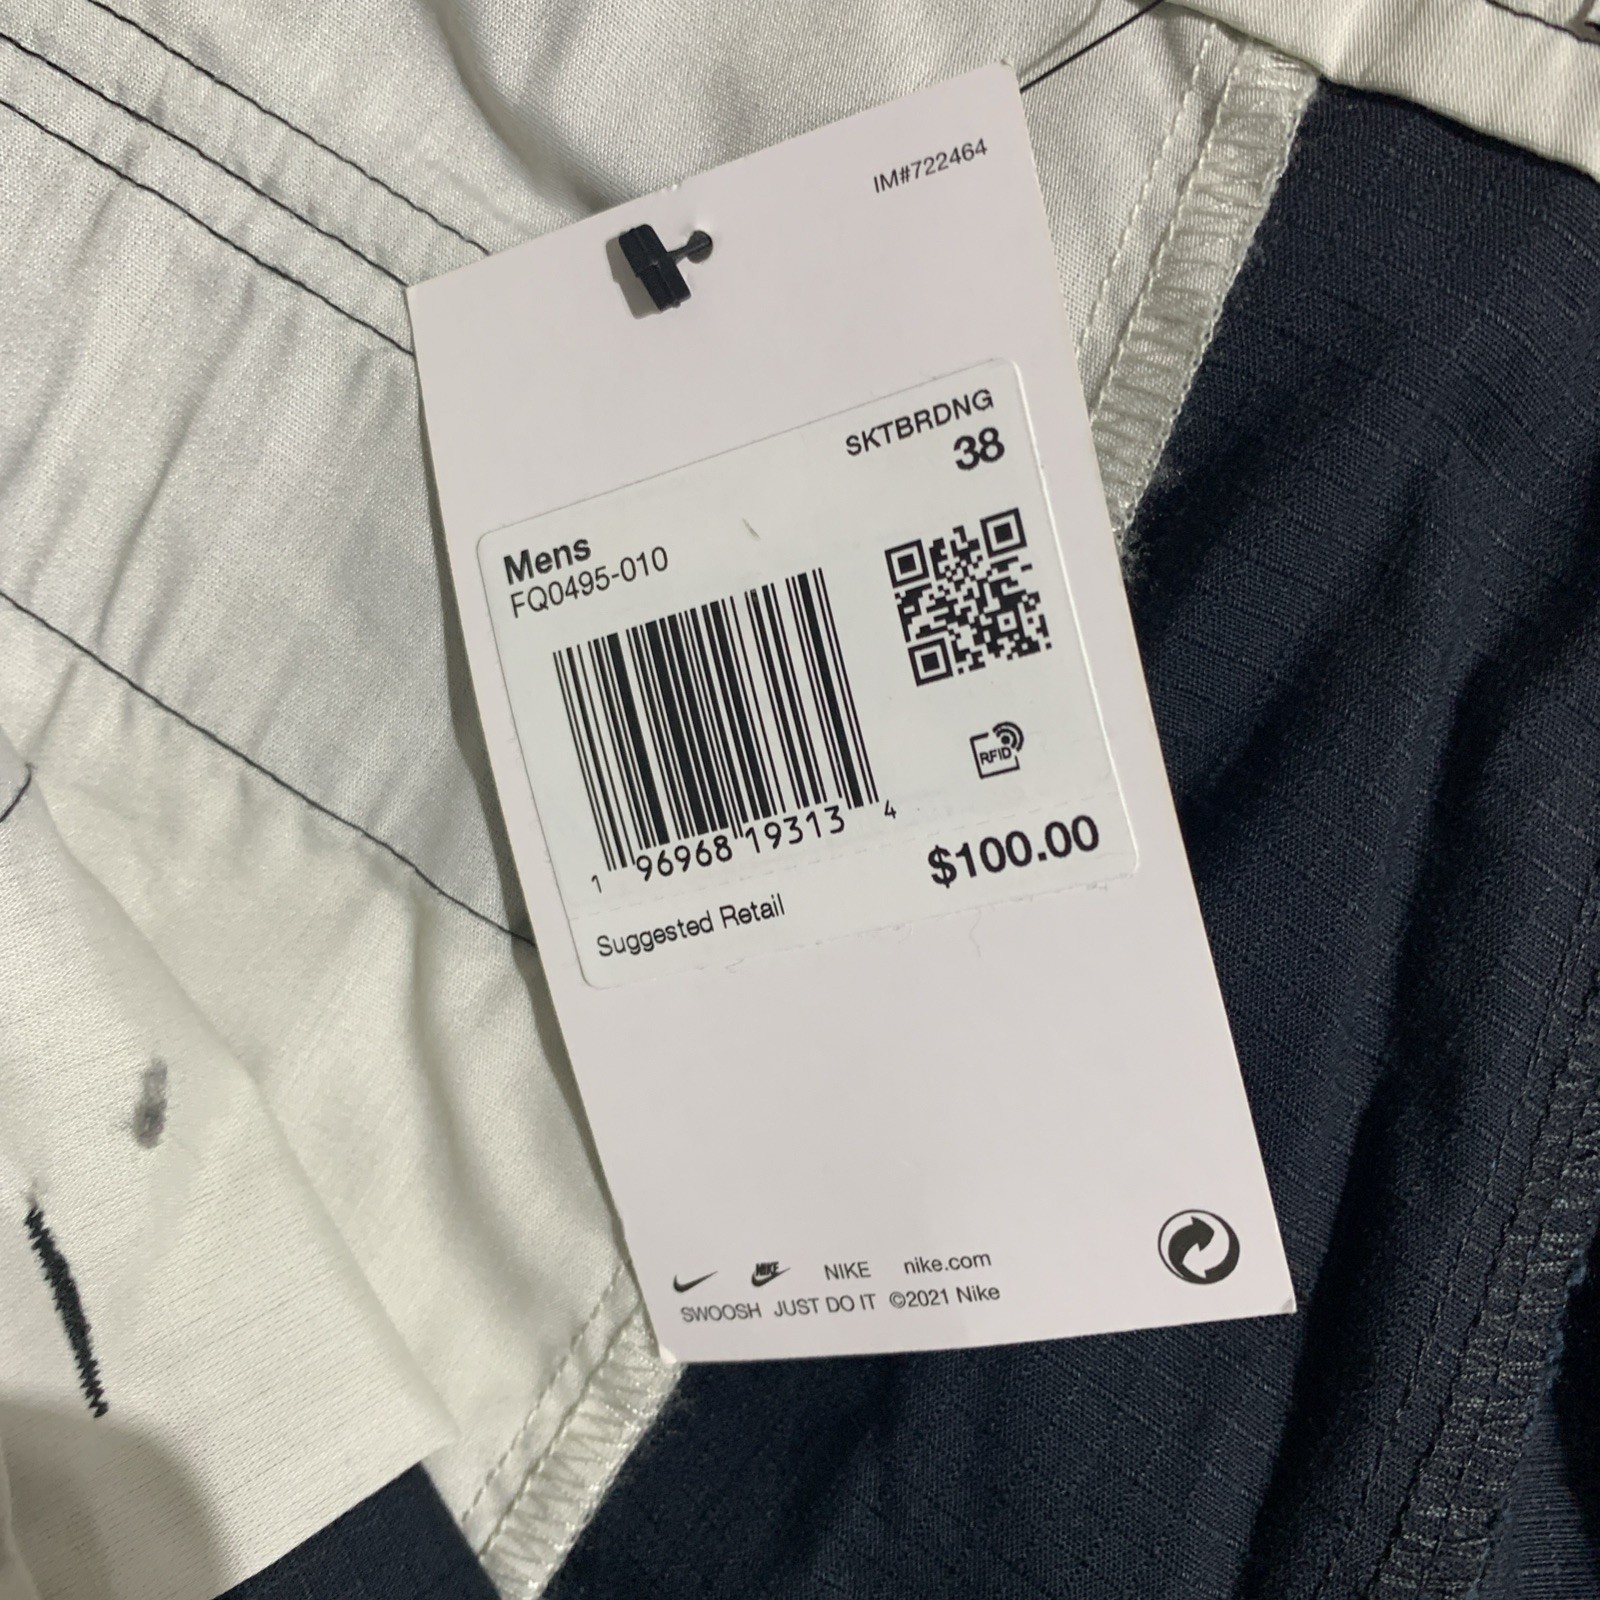 IM#722464
SKTBRDNG
38
Mens
FQ0495-010
RFID
1 96968 19313 4
$100.00
Suggested Retail
NIKE NIKE nike.com
SWOOSH JUST DO IT ©2021 Nike